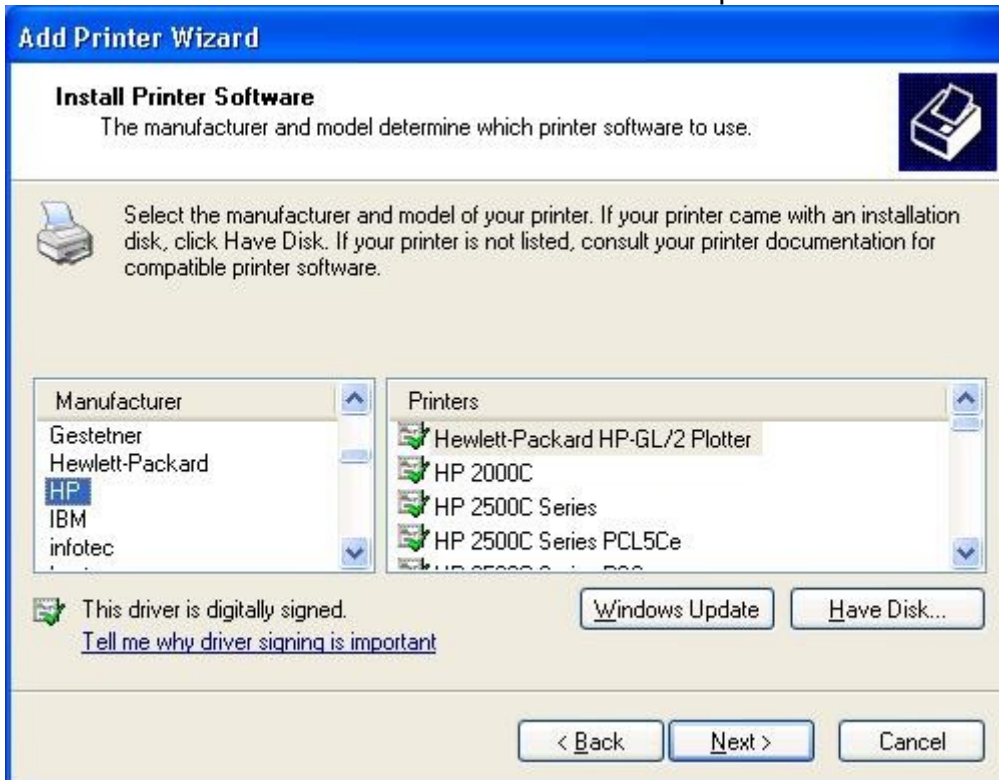 Add Printer Wizard
Install Printer Software
The manufacturer and model determine which printer software to use.
Select the manufacturer and model of your printer. If your printer came with an installation
disk, click Have Disk. If your printer is not listed, consult your printer documentation for
compatible printer software.
Manufacturer
Gestetner
Hewlett-Packard
HP
IBM
infotec
Printers
Hewlett-Packard HP-GL/2 Plotter
HP 2000C
HP 2500C Series
HP 2500C Series PCL5Ce
This driver is digitally signed.
Tell me why driver signing is important
Windows Update
Have Disk...
< Back
Next >
Cancel